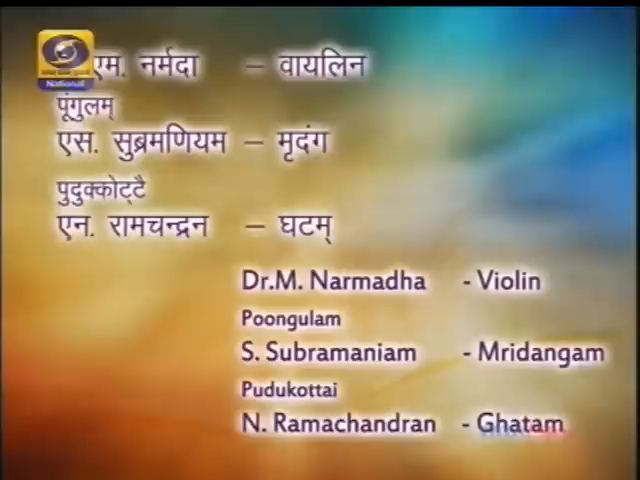 National
एम. नर्मदा – वायलिन
पूंगुलम्
एस. सुब्रमणियम – मृदंग
पुदुक्कोट्टै
एन. रामचन्द्रन – घटम्
Dr.M. Narmadha - Violin
Poongulam
S. Subramaniam - Mridangam
Pudukottai
N. Ramachandran - Ghatam